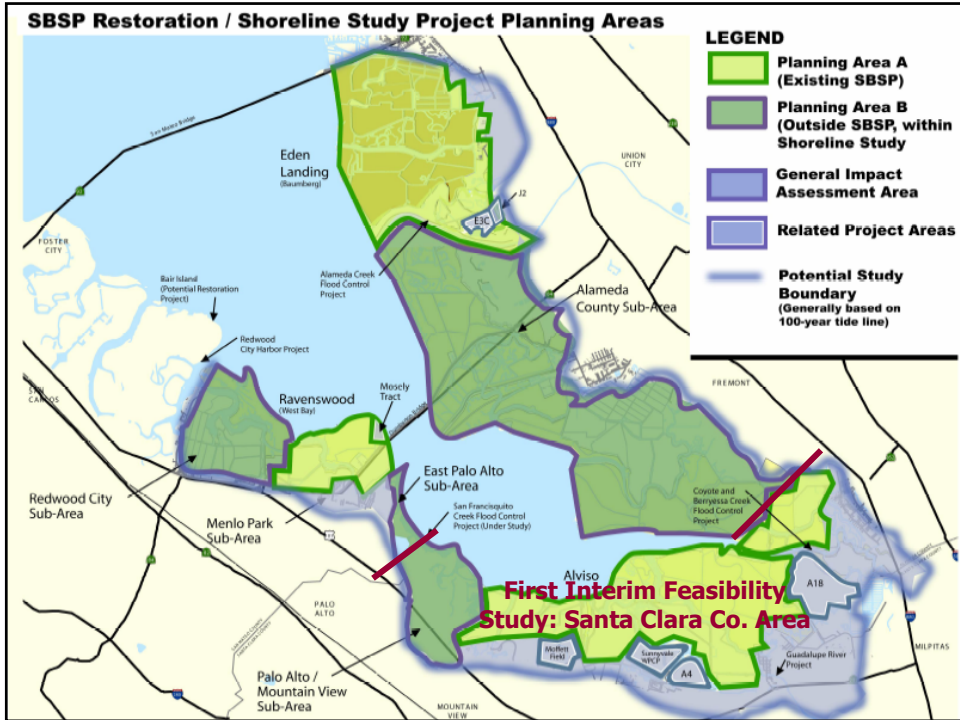 SBSP Restoration / Shoreline Study Project Planning Areas
LEGEND
Planning Area A
(Existing SBSP)
Planning Area B
(Outside SBSP, within
Shoreline Study
General Impact
Assessment Area
Related Project Areas
Potential Study
Boundary
(Generally based on
100-year tide line)
San Mateo Bridge
Eden
Landing
(Baumberg)
UNION
CITY
J2
E3C
FOSTER
CITY
Bair Island
(Potential Restoration
Project)
Alameda Creek
Flood Control
Project
Alameda
County Sub-Area
Redwood
City Harbor Project
FREMONT
SAN
CARLOS
Ravenswood
(West Bay)
Mosely
Tract
Redwood City
Sub-Area
Menlo Park
Sub-Area
East Palo Alto
Sub-Area
San Francisquito
Creek Flood Control
Project (Under Study)
Coyote and
Berryessa Creek
Flood Control
Project
Alviso
First Interim Feasibility
Study: Santa Clara Co. Area
A18
PALO
ALTO
Moffett
Field
Sunnyvale
WPCP
A4
Guadalupe River
Project
MILPITAS
Palo Alto /
Mountain View
Sub-Area
MOUNTAIN
VIEW